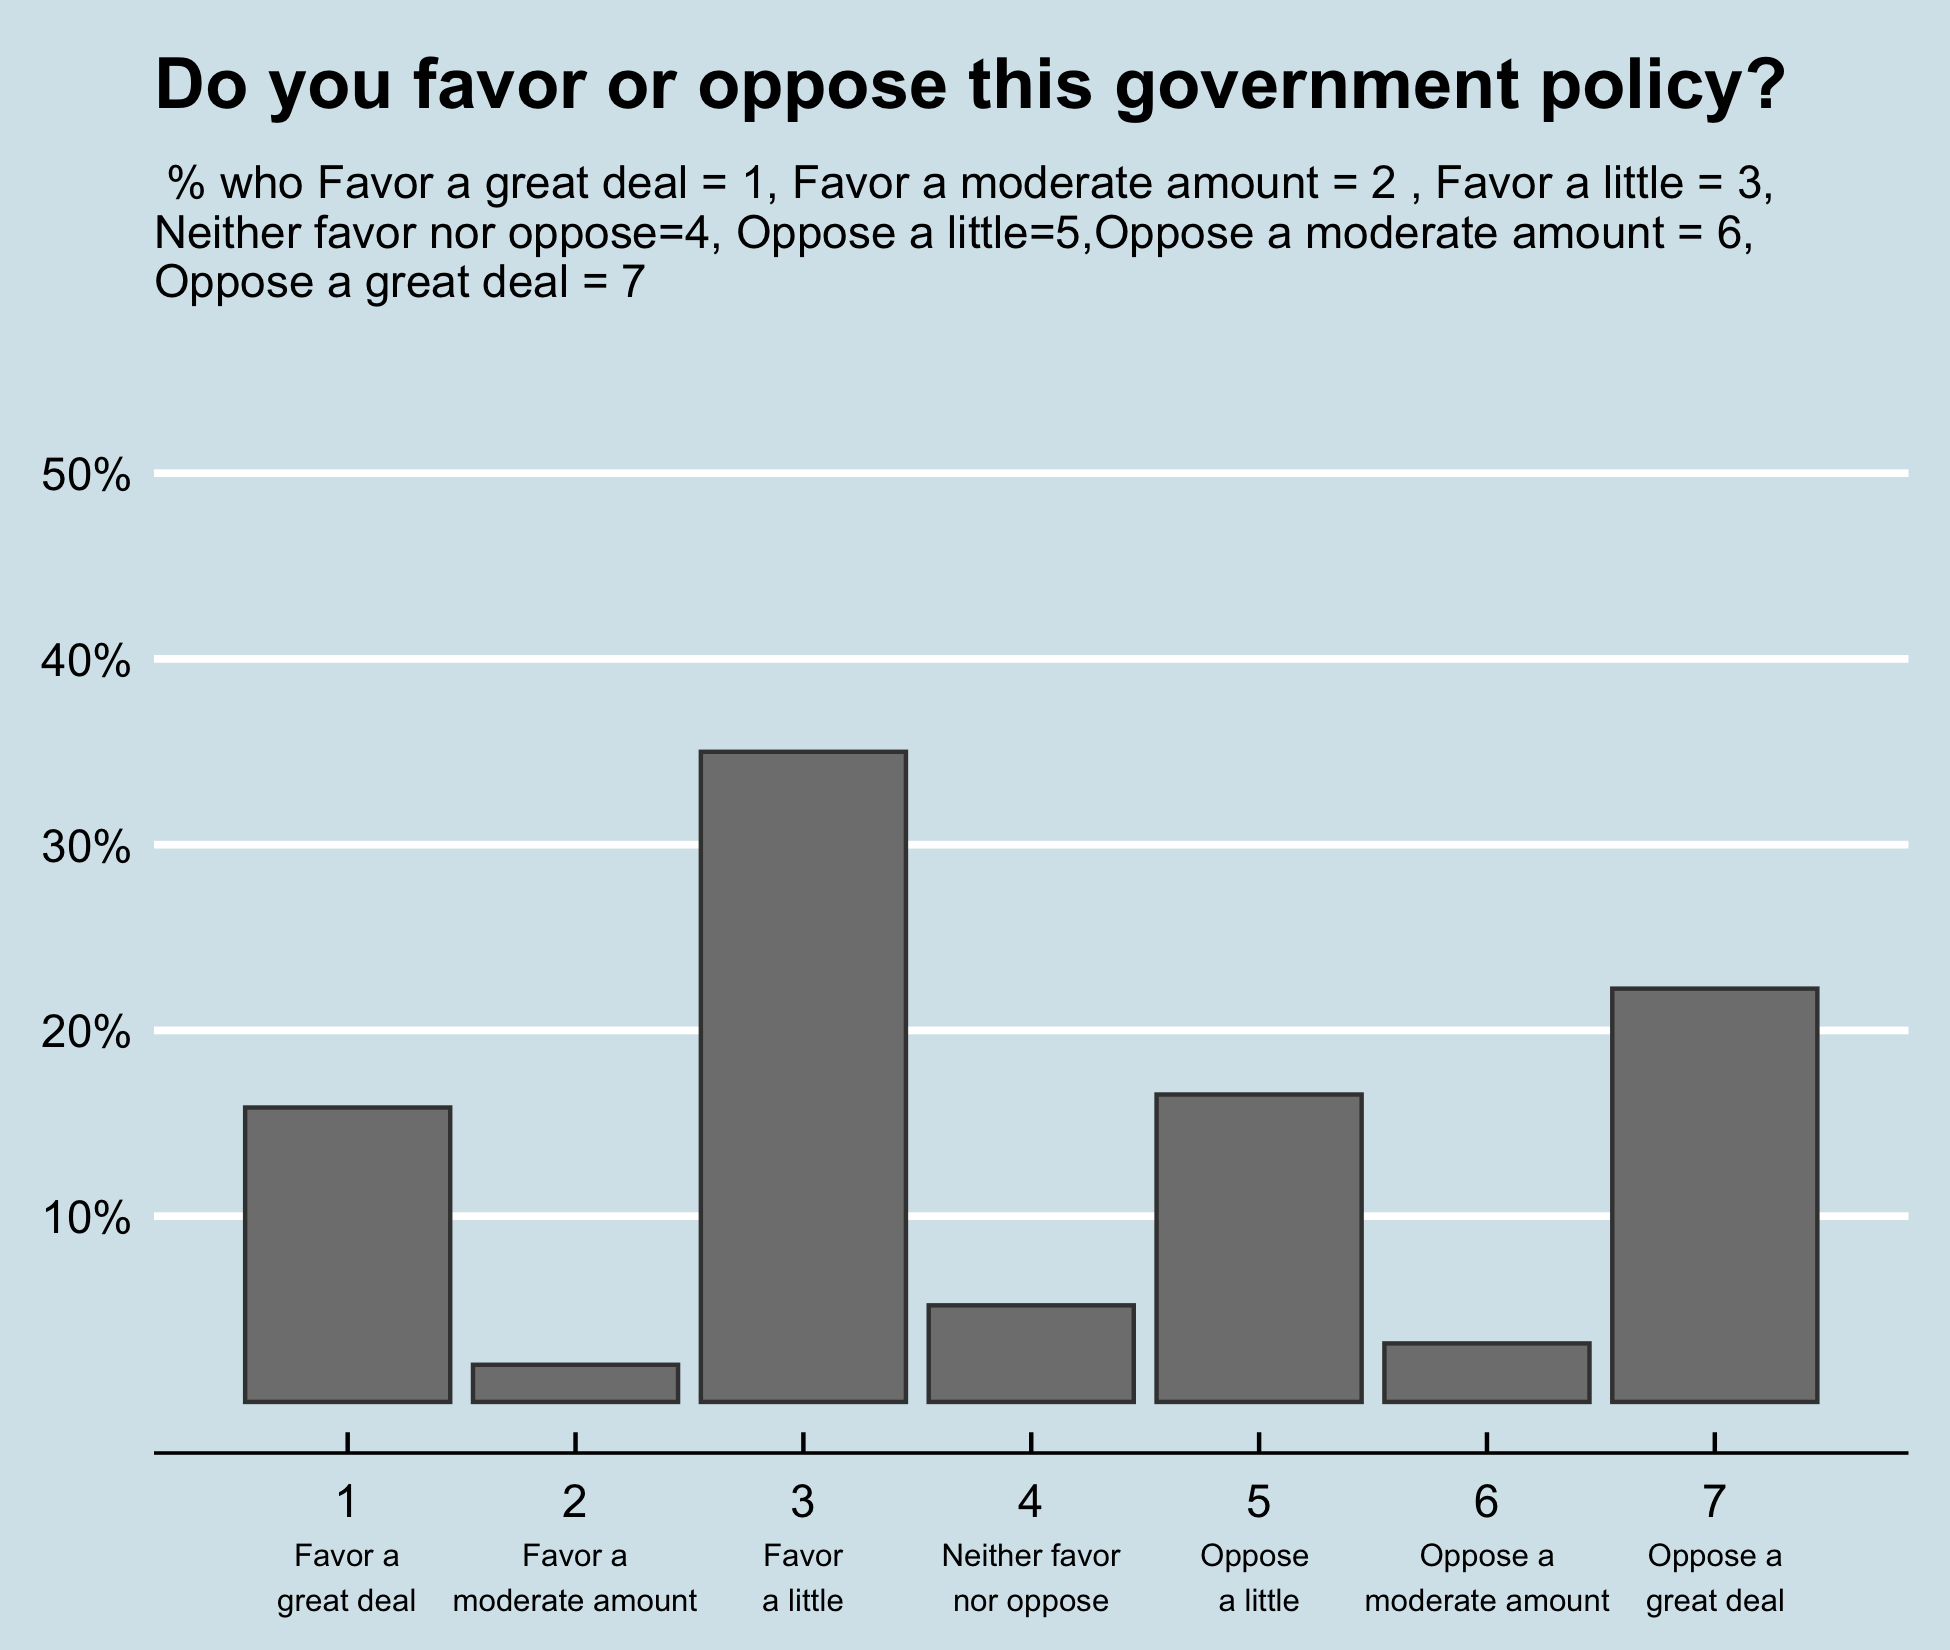 Do you favor or oppose this government policy?
% who Favor a great deal = 1, Favor a moderate amount = 2 , Favor a little = 3,
Neither favor nor oppose=4, Oppose a little=5,Oppose a moderate amount = 6,
Oppose a great deal = 7
50%
40%
30%
20%
10%
1 2 3 4 5 6 7
Favor a Favor a Favor Neither favor Oppose Oppose a Oppose a
great deal moderate amount a little nor oppose a little moderate amount great deal